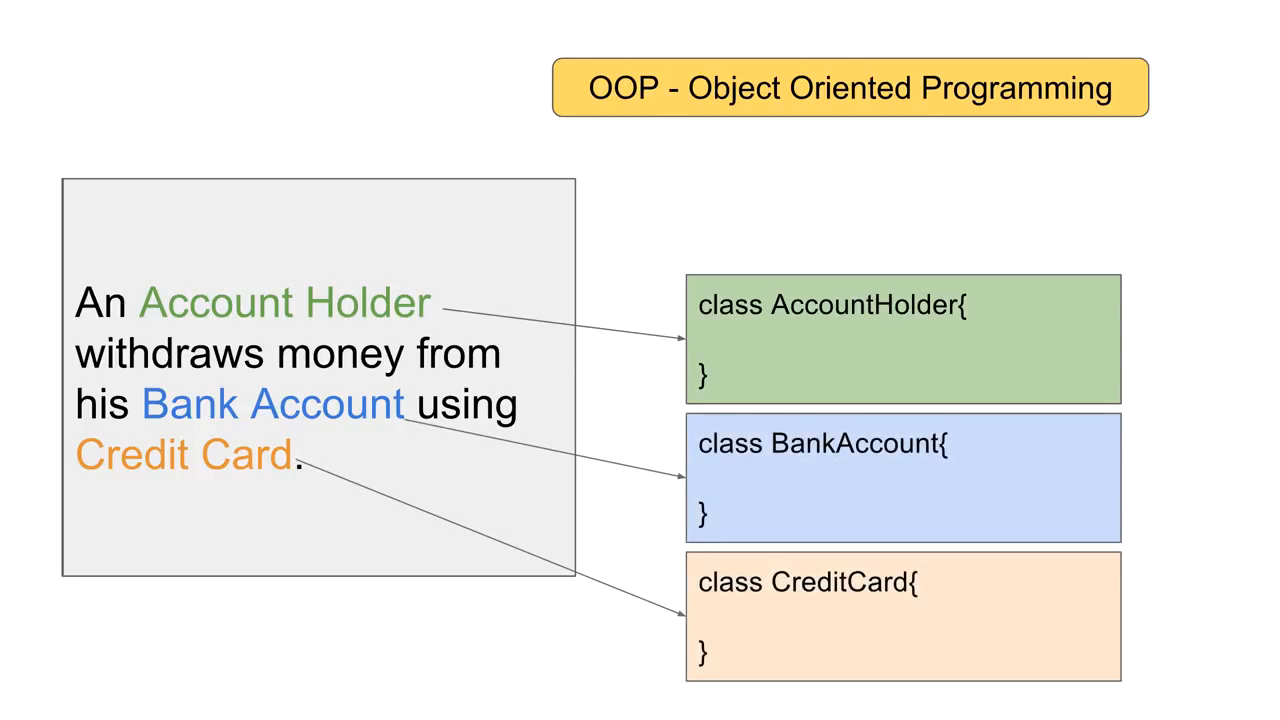 OOP - Object Oriented Programming
An Account Holder
withdraws money from
his Bank Account using
Credit Card.
class AccountHolder{
}
class BankAccount{
}
class CreditCard{
}